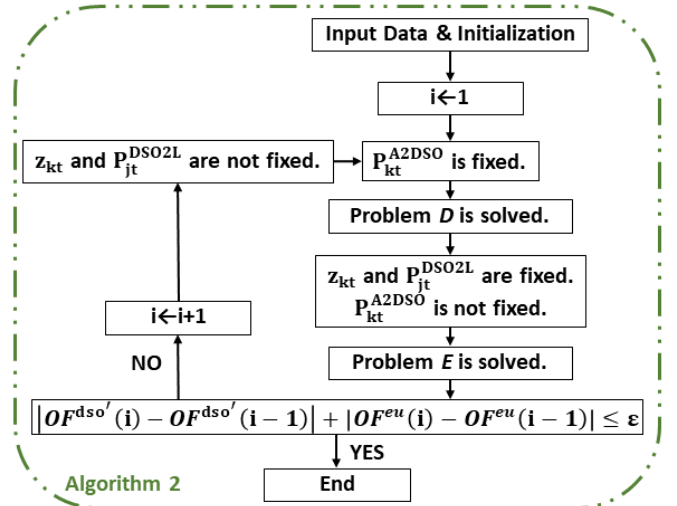 Input Data & Initialization
i←1
z_kt and P_jt^DSO2L are not fixed.
P_kt^A2DSO is fixed.
Problem D is solved.
z_kt and P_jt^DSO2L are fixed.
P_kt^A2DSO is not fixed.
i←i+1
NO
Problem E is solved.
|OF^dso′(i) − OF^dso′(i − 1)| + |OF^eu(i) − OF^eu(i − 1)| ≤ ε
YES
Algorithm 2
End